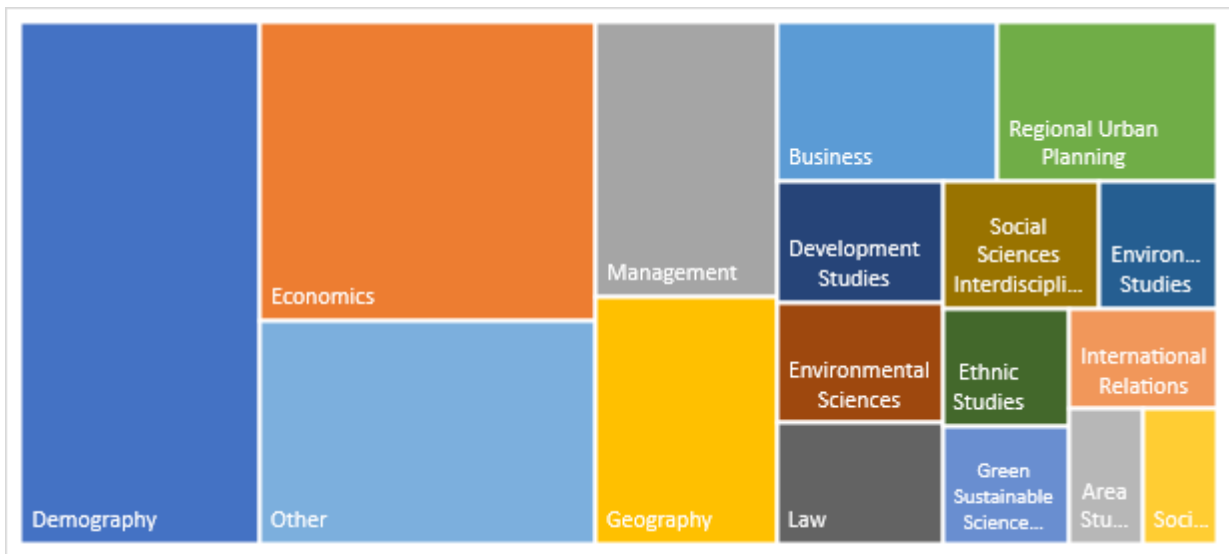 Demography
Economics
Other
Management
Geography
Business
Regional Urban
Planning
Development
Studies
Social
Sciences
Interdiscipli...
Environ...
Studies
Environmental
Sciences
Ethnic
Studies
International
Relations
Law
Green
Sustainable
Science...
Area
Stu...
Soci...